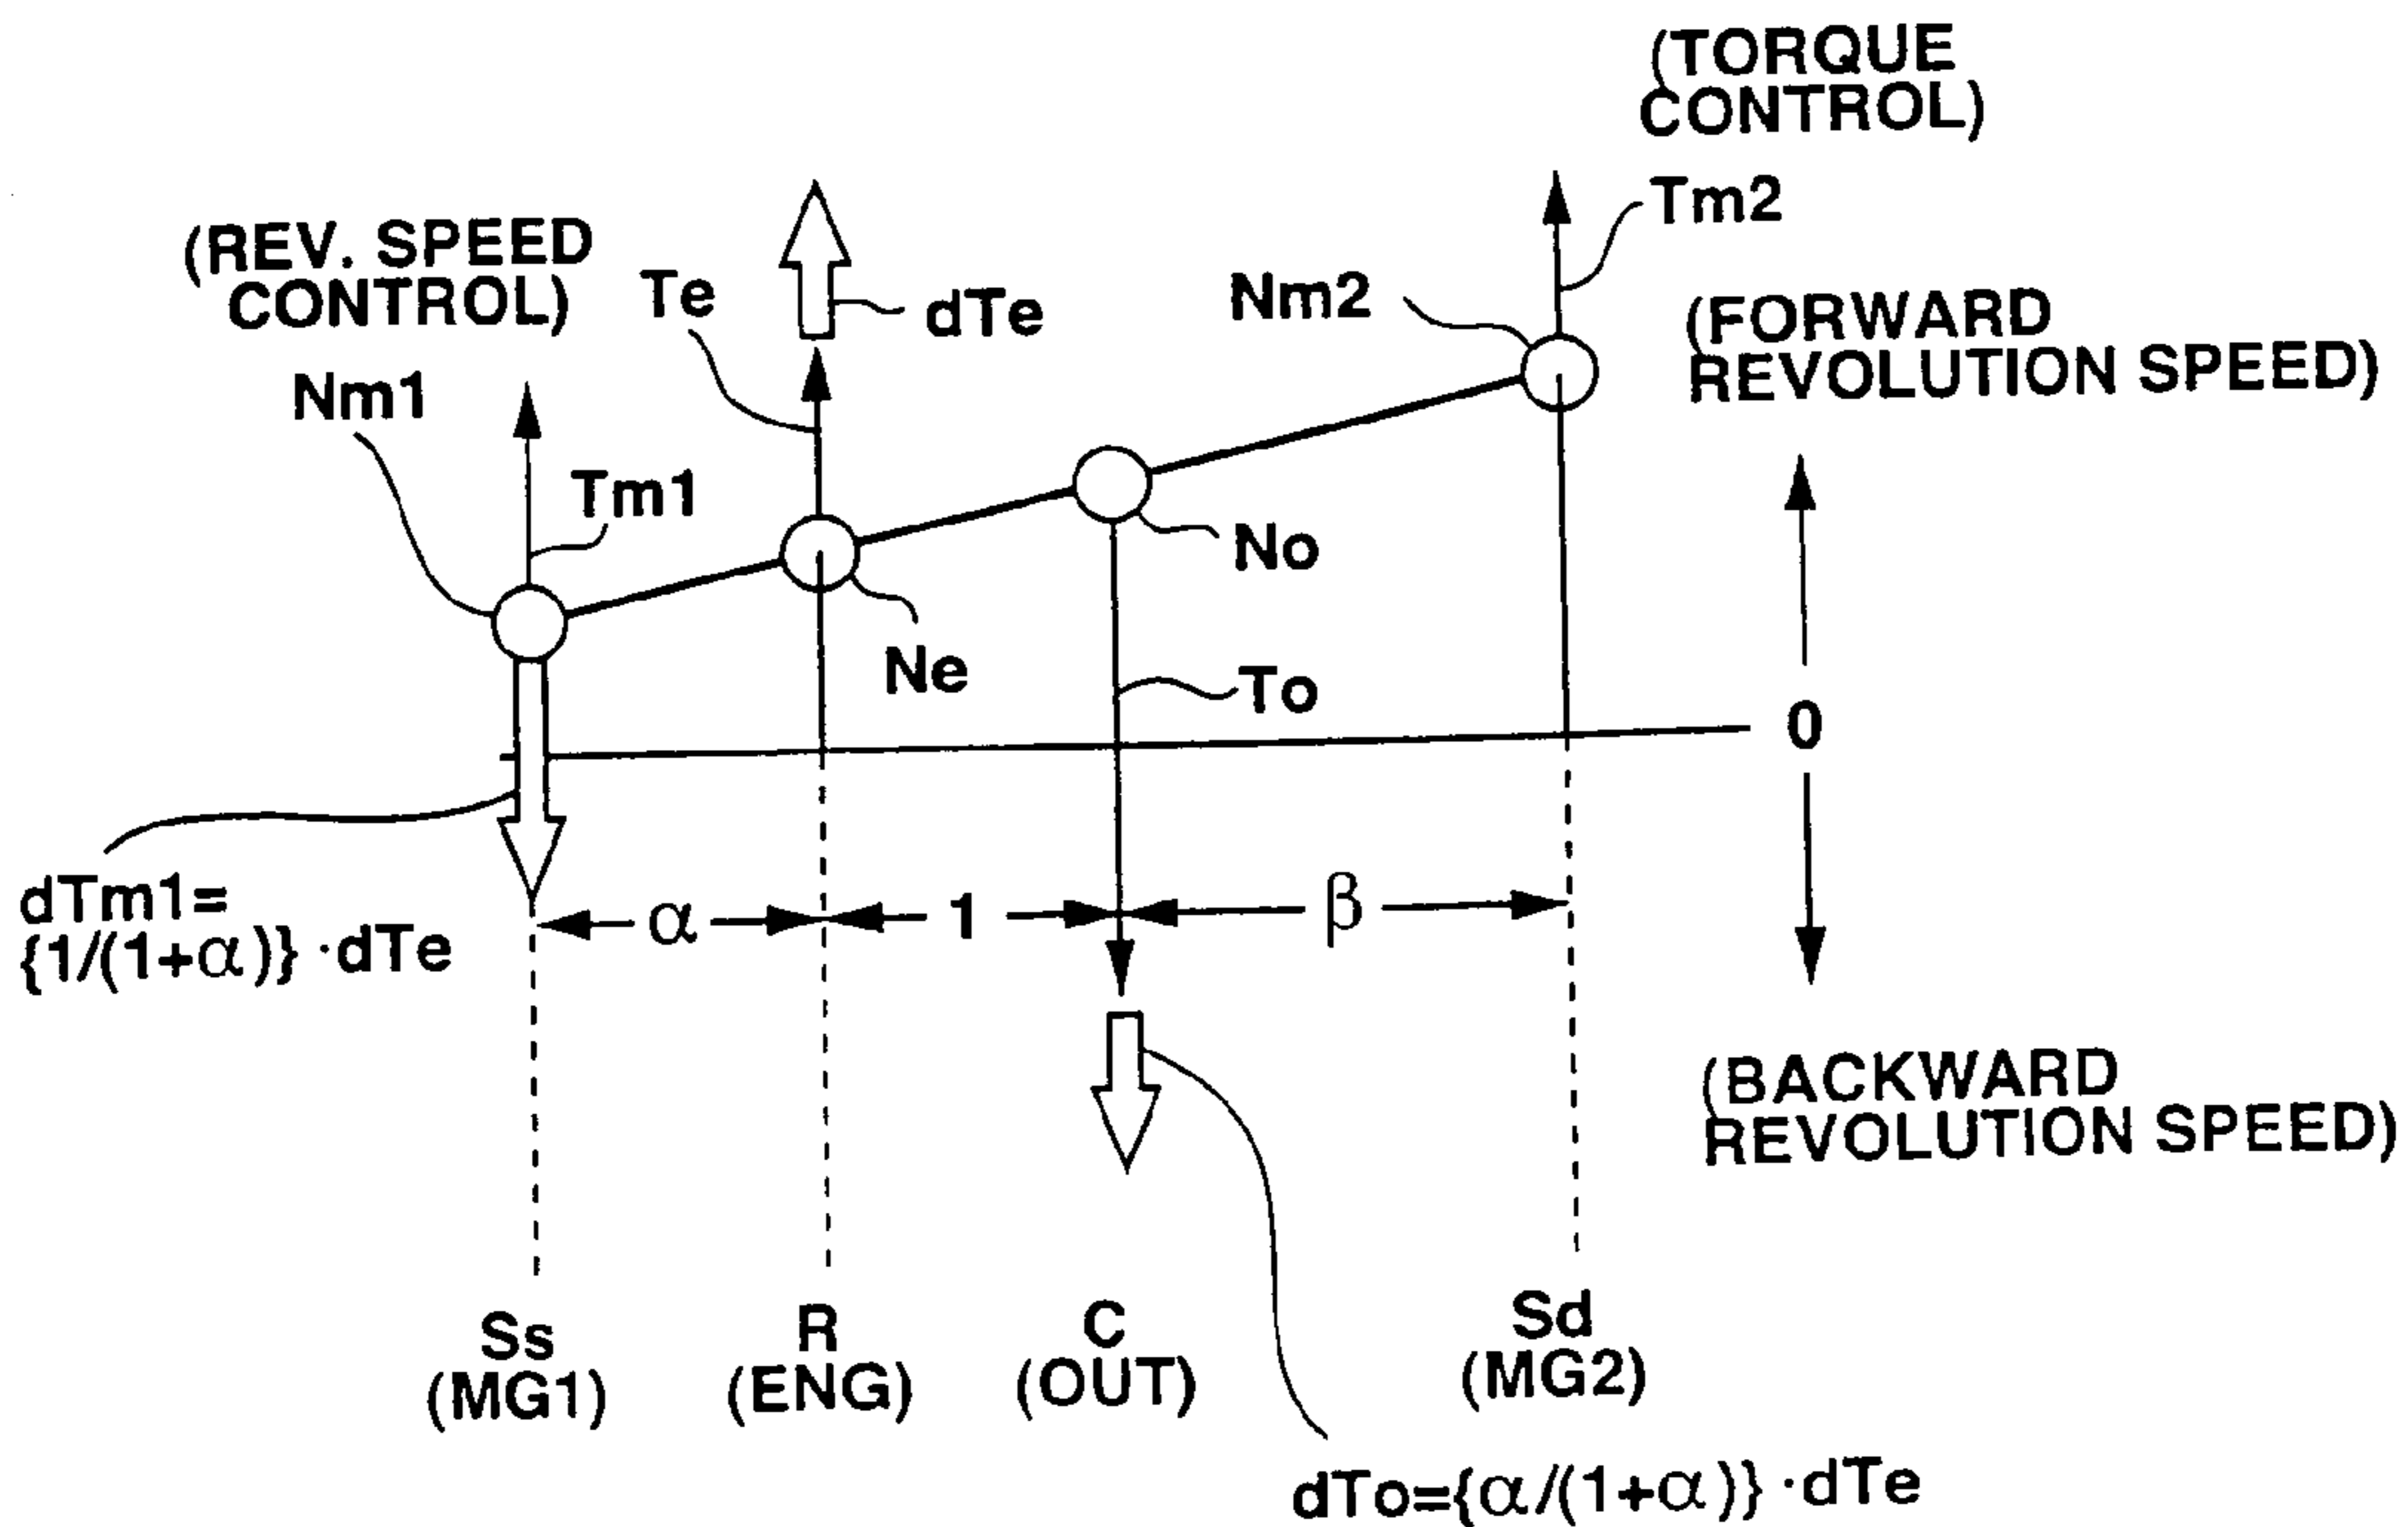 (TORQUE
CONTROL)
Tm2
(REV. SPEED
CONTROL)
Te
dTe
Nm2
(FORWARD
REVOLUTION SPEED)
Nm1
Tm1
No
Ne
To
0
dTm1=
{1/(1+α)}·dTe
α
1
β
(BACKWARD
REVOLUTION SPEED)
Ss
(MG1)
R
(ENG)
C
(OUT)
Sd
(MG2)
dTo={α/(1+α)}·dTe